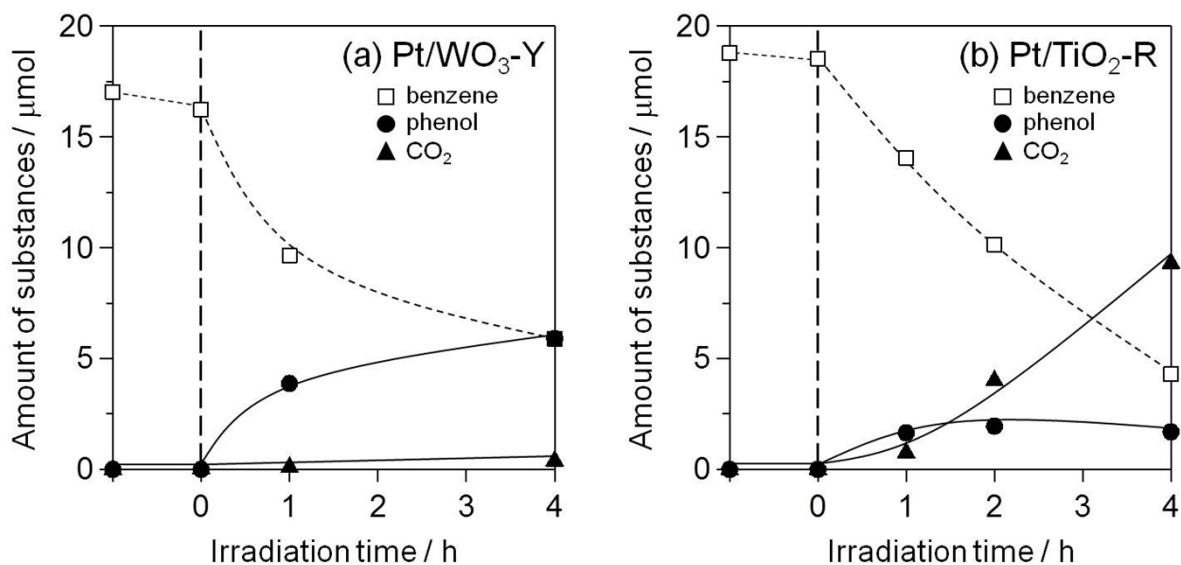 Amount of substances / μmol
20
15
10
5
0
(a) Pt/WO₃-Y
benzene
phenol
CO₂
0 1 2 3 4
Irradiation time / h
Amount of substances / μmol
20
15
10
5
0
(b) Pt/TiO₂-R
benzene
phenol
CO₂
0 1 2 3 4
Irradiation time / h